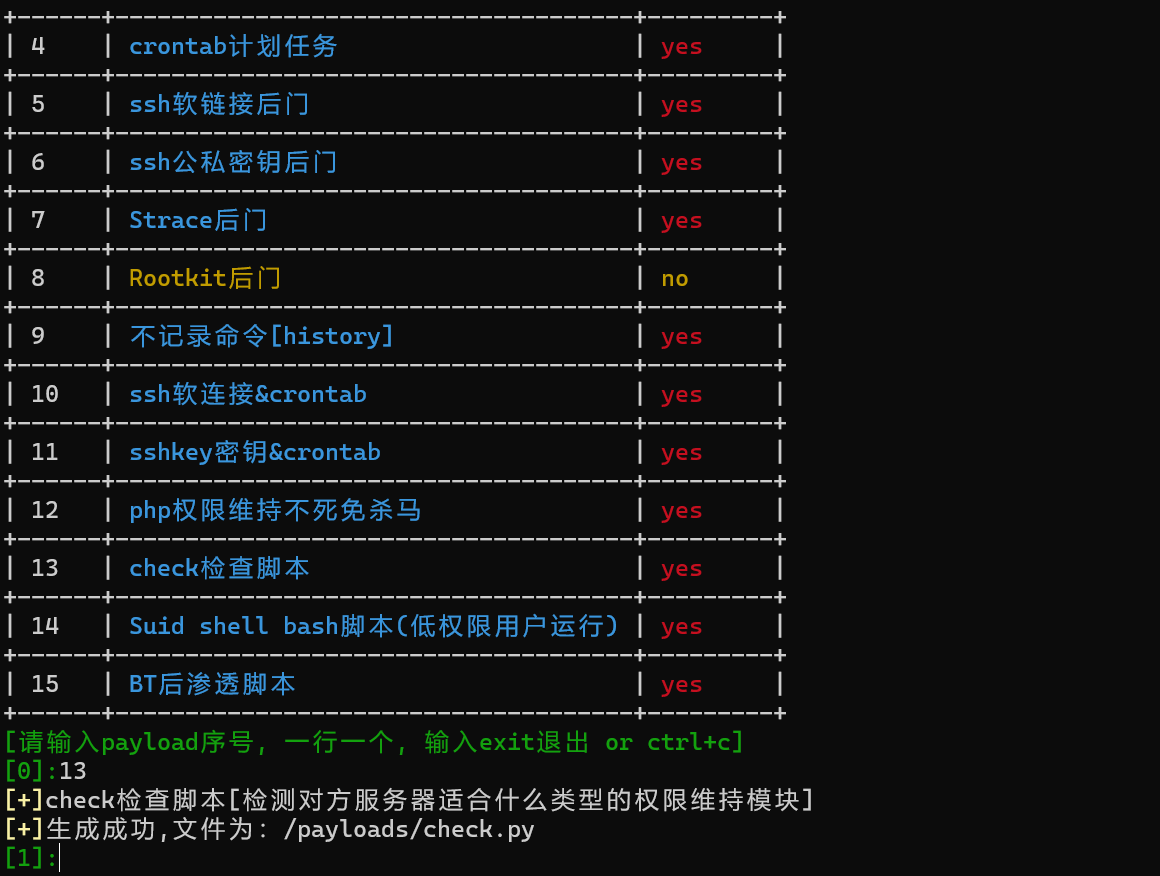 +------+-------------------------------------+---------+
| 4    | crontab计划任务                     | yes     |
+------+-------------------------------------+---------+
| 5    | ssh软链接后门                       | yes     |
+------+-------------------------------------+---------+
| 6    | ssh公私密钥后门                     | yes     |
+------+-------------------------------------+---------+
| 7    | Strace后门                          | yes     |
+------+-------------------------------------+---------+
| 8    | Rootkit后门                         | no      |
+------+-------------------------------------+---------+
| 9    | 不记录命令[history]                 | yes     |
+------+-------------------------------------+---------+
| 10   | ssh软连接&crontab                   | yes     |
+------+-------------------------------------+---------+
| 11   | sshkey密钥&crontab                  | yes     |
+------+-------------------------------------+---------+
| 12   | php权限维持不死免杀马               | yes     |
+------+-------------------------------------+---------+
| 13   | check检查脚本                       | yes     |
+------+-------------------------------------+---------+
| 14   | Suid shell bash脚本(低权限用户运行) | yes     |
+------+-------------------------------------+---------+
| 15   | BT后渗透脚本                        | yes     |
+------+-------------------------------------+---------+
[请输入payload序号, 一行一个, 输入exit退出 or ctrl+c]
[0]:13
[+]check检查脚本[检测对方服务器适合什么类型的权限维持模块]
[+]生成成功,文件为: /payloads/check.py
[1]: